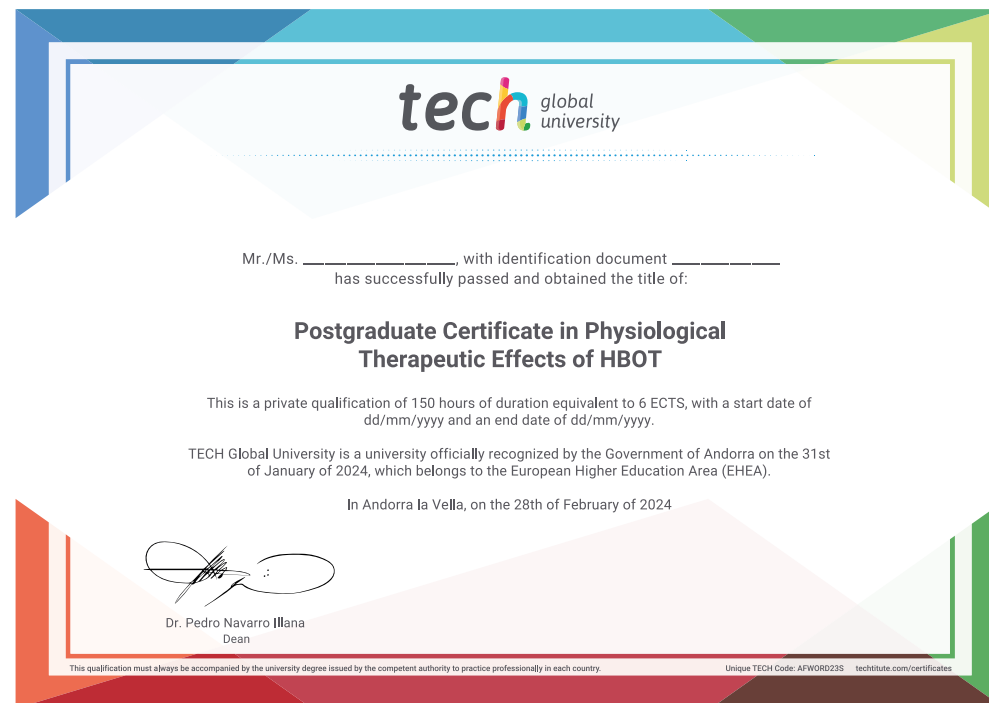 tech global university
Mr./Ms. ______________, with identification document __________
has successfully passed and obtained the title of:
Postgraduate Certificate in Physiological
Therapeutic Effects of HBOT
This is a private qualification of 150 hours of duration equivalent to 6 ECTS, with a start date of
dd/mm/yyyy and an end date of dd/mm/yyyy.
TECH Global University is a university officially recognized by the Government of Andorra on the 31st
of January of 2024, which belongs to the European Higher Education Area (EHEA).
In Andorra la Vella, on the 28th of February of 2024
Dr. Pedro Navarro Illana
Dean
This qualification must always be accompanied by the university degree issued by the competent authority to practice professionally in each country.
Unique TECH Code: AFWORD23S techtitute.com/certificates